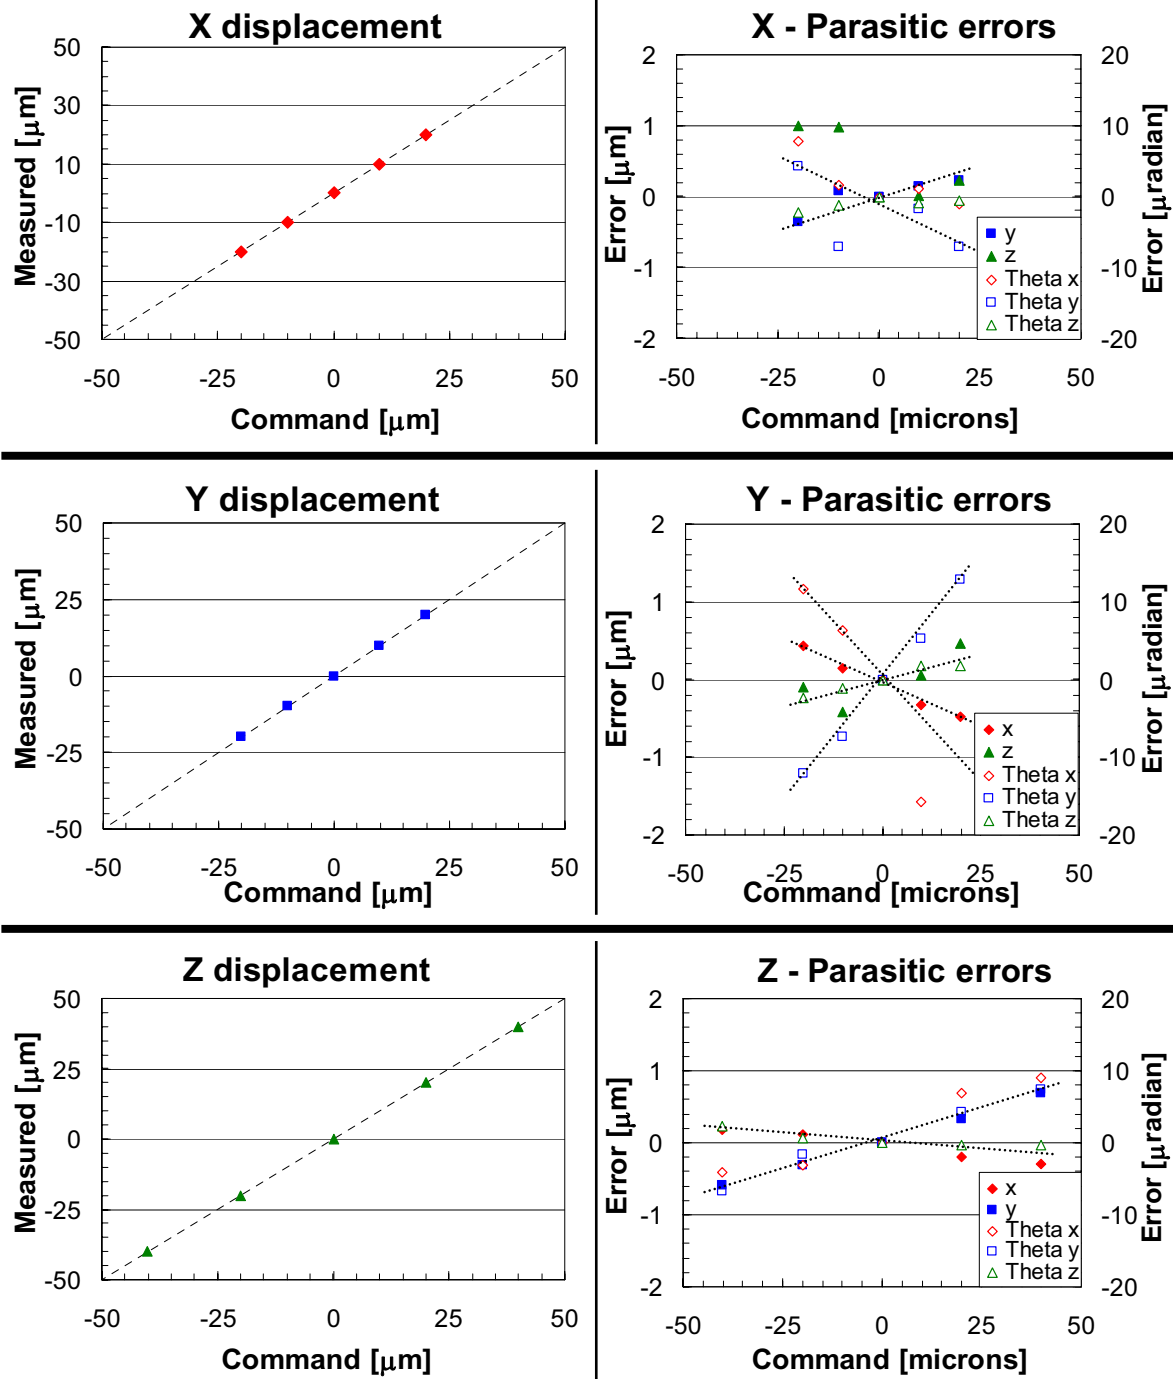 X displacement
50
30
10
-10
-30
-50
Measured [μm]
-50 -25 0 25 50
Command [μm]
X - Parasitic errors
2
1
0
-1
-2
Error [μm]
20
10
0
-10
-20
Error [μradian]
y
z
Theta x
Theta y
Theta z
-50 -25 0 25 50
Command [microns]
Y displacement
50
25
0
-25
-50
Measured [μm]
-50 -25 0 25 50
Command [μm]
Y - Parasitic errors
2
1
0
-1
-2
Error [μm]
20
10
0
-10
-20
Error [μradian]
x
z
Theta x
Theta y
Theta z
-50 -25 0 25 50
Command [microns]
Z displacement
50
25
0
-25
-50
Measured [μm]
-50 -25 0 25 50
Command [μm]
Z - Parasitic errors
2
1
0
-1
-2
Error [μm]
20
10
0
-10
-20
Error [μradian]
x
y
Theta x
Theta y
Theta z
-50 -25 0 25 50
Command [microns]